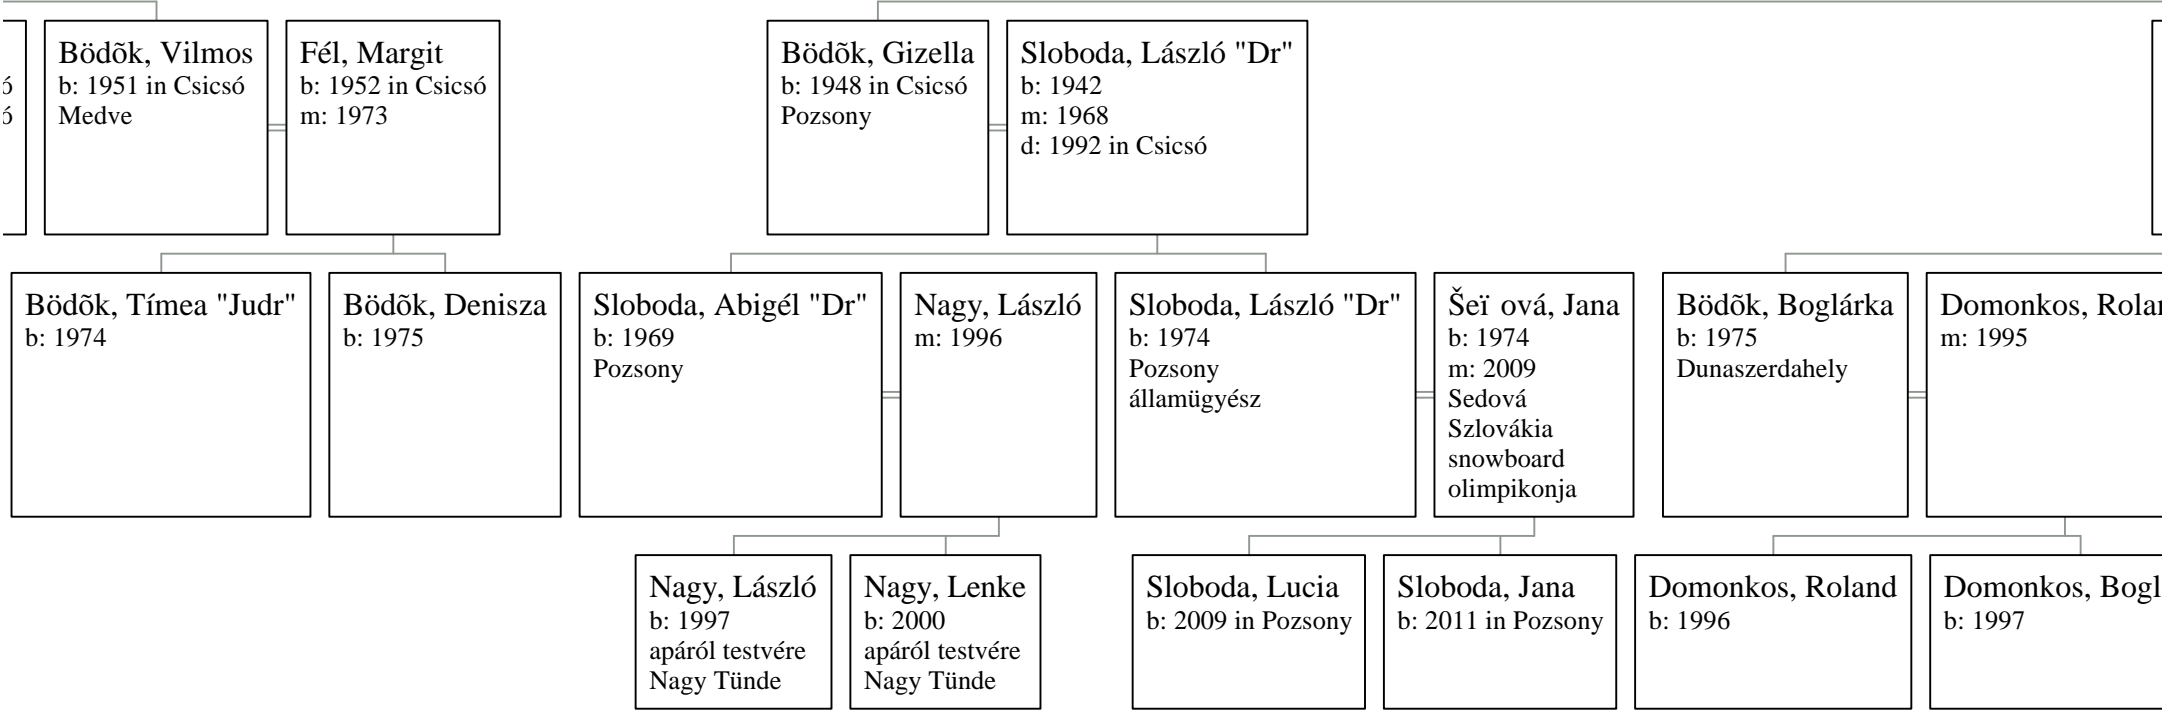 ó
ó
Bödõk, Vilmos
b: 1951 in Csicsó
Medve
Fél, Margit
b: 1952 in Csicsó
m: 1973
Bödõk, Gizella
b: 1948 in Csicsó
Pozsony
Sloboda, László "Dr"
b: 1942
m: 1968
d: 1992 in Csicsó
Bödõk, Tímea "Judr"
b: 1974
Bödõk, Denisza
b: 1975
Sloboda, Abigél "Dr"
b: 1969
Pozsony
Nagy, László
m: 1996
Sloboda, László "Dr"
b: 1974
Pozsony
államügyész
Šeï ová, Jana
b: 1974
m: 2009
Sedová
Szlovákia
snowboard
olimpikonja
Bödõk, Boglárka
b: 1975
Dunaszerdahely
Domonkos, Rolan
m: 1995
Nagy, László
b: 1997
apáról testvére
Nagy Tünde
Nagy, Lenke
b: 2000
apáról testvére
Nagy Tünde
Sloboda, Lucia
b: 2009 in Pozsony
Sloboda, Jana
b: 2011 in Pozsony
Domonkos, Roland
b: 1996
Domonkos, Bogl
b: 1997